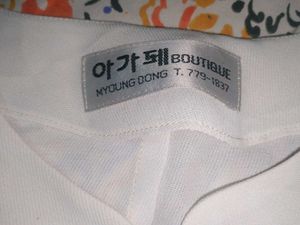 아가페 BOUTIQUE
MYOUNG DONG T. 779-1837